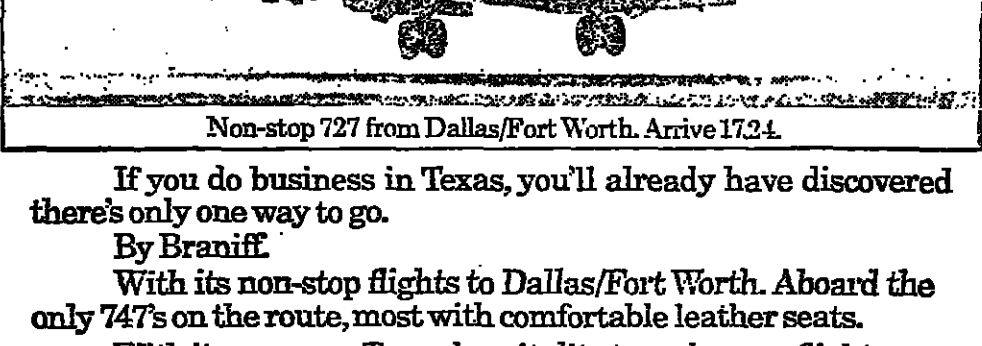 Non-stop 727 from Dallas/Fort Worth. Arrive 17.24.
If you do business in Texas, you'll already have discovered
there's only one way to go.
By Braniff.
With its non-stop flights to Dallas/Fort Worth. Aboard the
only 747's on the route, most with comfortable leather seats.